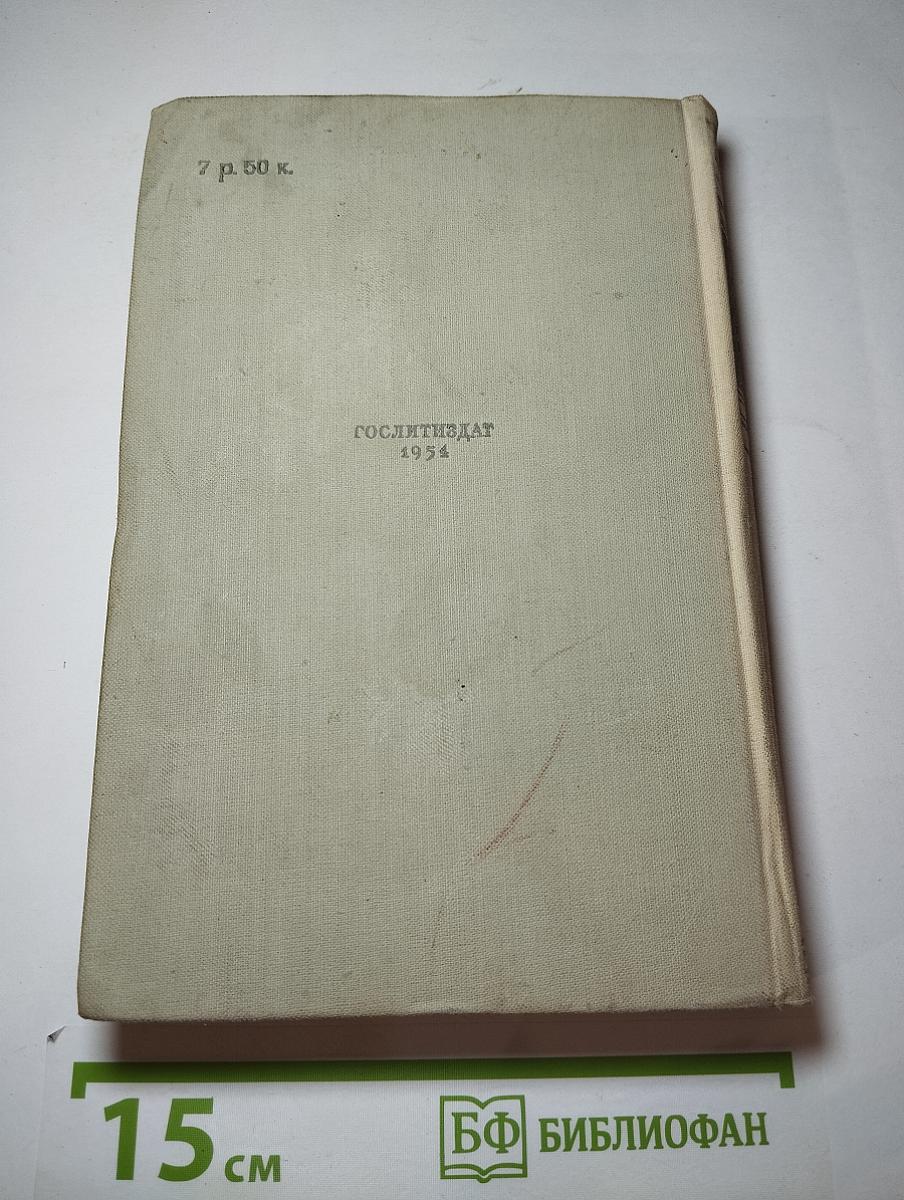 7 р. 50 к.
ГОСЛИТИЗДАТ
1954
15 см
БФ БИБЛИОФАН